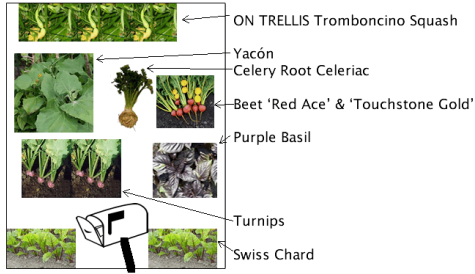 ON TRELLIS Tromboncino Squash
Yacón
Celery Root Celeriac
Beet ‘Red Ace’ & ‘Touchstone Gold’
Purple Basil
Turnips
Swiss Chard